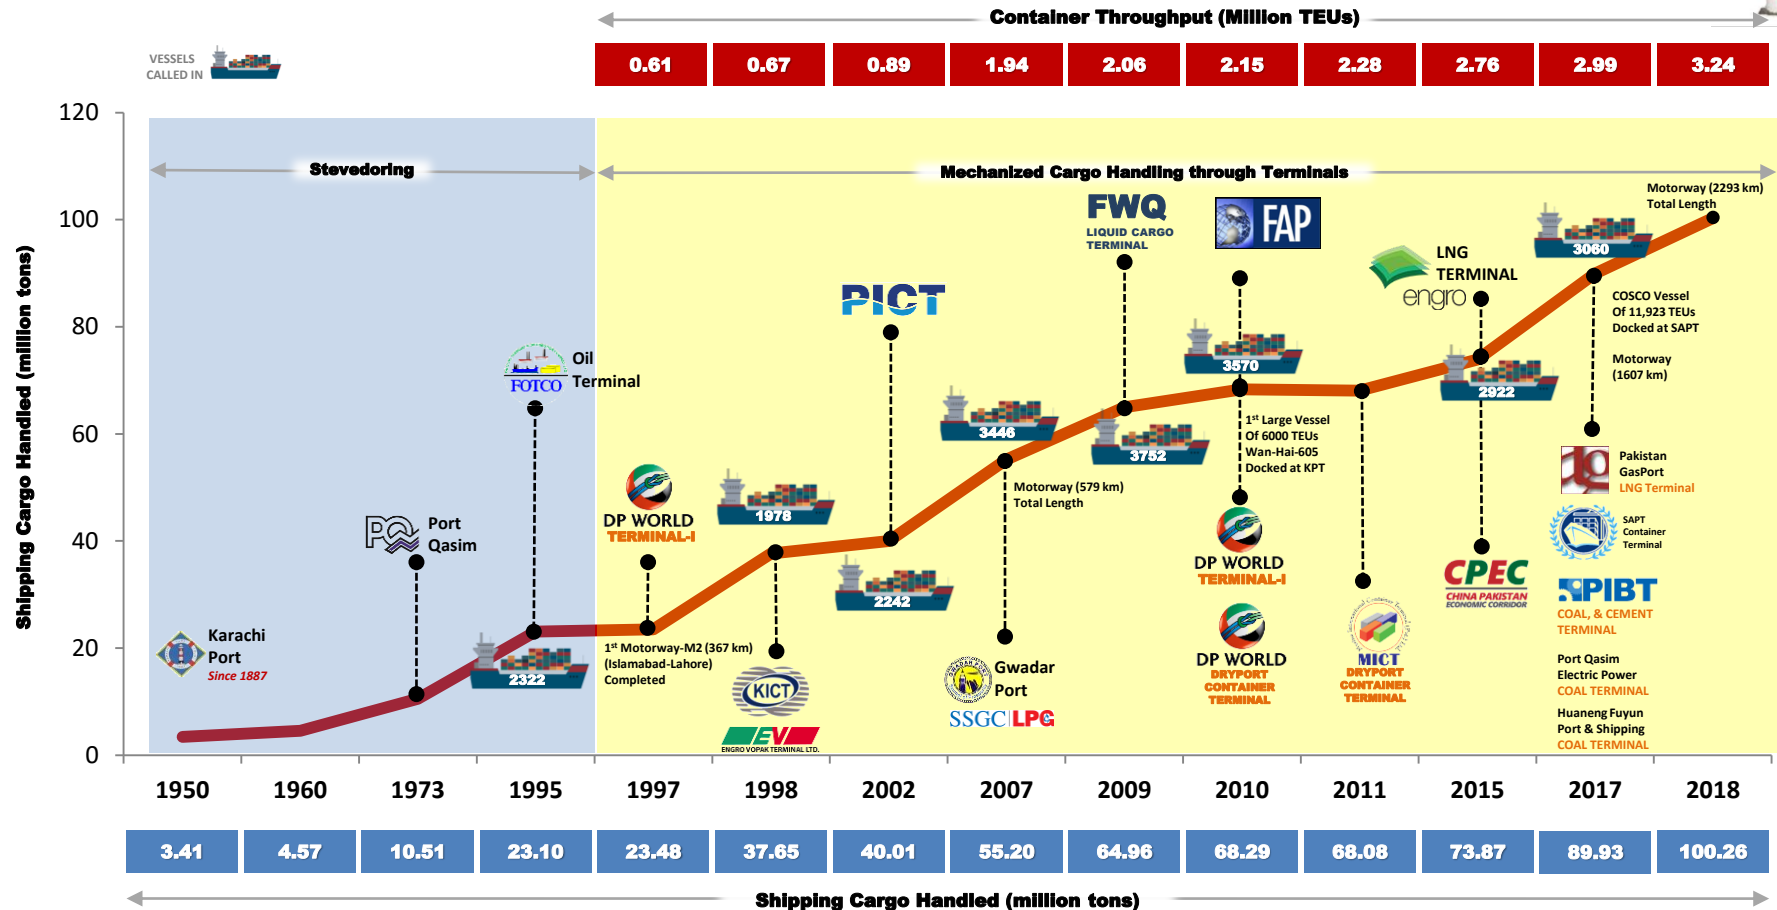 Container Throughput (Million TEUs)
VESSELS
CALLED IN
0.61 0.67 0.89 1.94 2.06 2.15 2.28 2.76 2.99 3.24
Stevedoring
Mechanized Cargo Handling through Terminals
Shipping Cargo Handled (million tons)
120
100
80
60
40
20
0
Karachi
Port
Since 1887
PQ
Port
Qasim
FOTCO
Oil
Terminal
2322
DP WORLD
TERMINAL-I
1st Motorway-M2 (367 km)
(Islamabad-Lahore)
Completed
1978
KICT
EV
ENGRO VOPAK TERMINAL LTD.
PICT
2242
3446
Motorway (579 km)
Total Length
GWADAR PORT
Gwadar
Port
SSGC LPG
FWQ
LIQUID CARGO
TERMINAL
3752
FAP
3570
1st Large Vessel
Of 6000 TEUs
Wan-Hai-605
Docked at KPT
DP WORLD
TERMINAL-I
DP WORLD
DRYPORT
CONTAINER
TERMINAL
MICT
DRYPORT
CONTAINER
TERMINAL
LNG
TERMINAL
engro
2922
CPEC
CHINA PAKISTAN
ECONOMIC CORRIDOR
3060
Motorway (2293 km)
Total Length
COSCO Vessel
Of 11,923 TEUs
Docked at SAPT
Motorway
(1607 km)
Pakistan
GasPort
LNG Terminal
SAPT
Container
Terminal
PIBT
COAL, & CEMENT
TERMINAL
Port Qasim
Electric Power
COAL TERMINAL
Huaneng Fuyun
Port & Shipping
COAL TERMINAL
1950 1960 1973 1995 1997 1998 2002 2007 2009 2010 2011 2015 2017 2018
3.41 4.57 10.51 23.10 23.48 37.65 40.01 55.20 64.96 68.29 68.08 73.87 89.93 100.26
Shipping Cargo Handled (million tons)